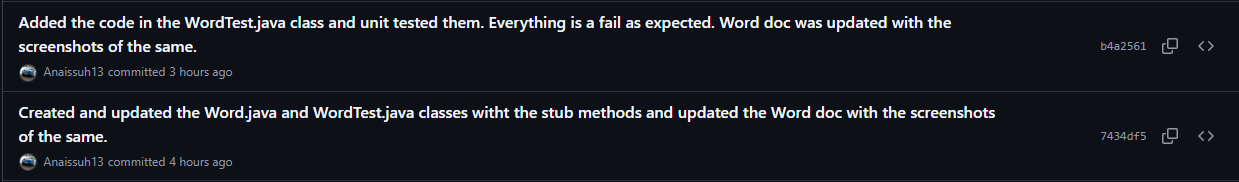 Added the code in the WordTest.java class and unit tested them. Everything is a fail as expected. Word doc was updated with the
screenshots of the same.
b4a2561
Anaissuh13 committed 3 hours ago
Created and updated the Word.java and WordTest.java classes witht the stub methods and updated the Word doc with the screenshots
of the same.
7434df5
Anaissuh13 committed 4 hours ago